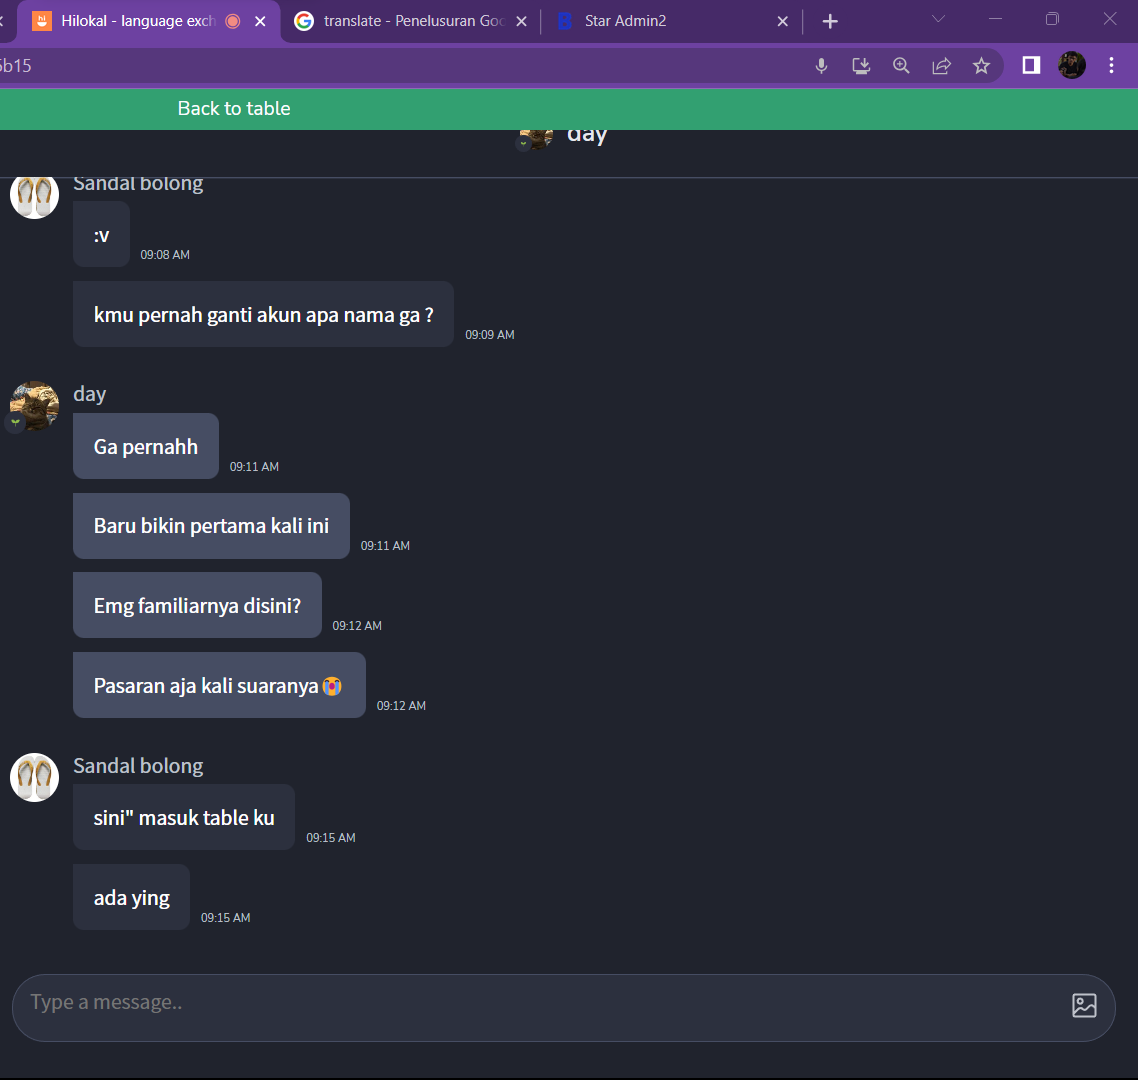 Hilokal - language exch
translate - Penelusuran Goo
Star Admin2
5b15
Back to table
day
Sandal bolong
:v
09:08 AM
kmu pernah ganti akun apa nama ga ?
09:09 AM
day
Ga pernahh
09:11 AM
Baru bikin pertama kali ini
09:11 AM
Emg familiarnya disini?
09:12 AM
Pasaran aja kali suaranya😭
09:12 AM
Sandal bolong
sini" masuk table ku
09:15 AM
ada ying
09:15 AM
Type a message..